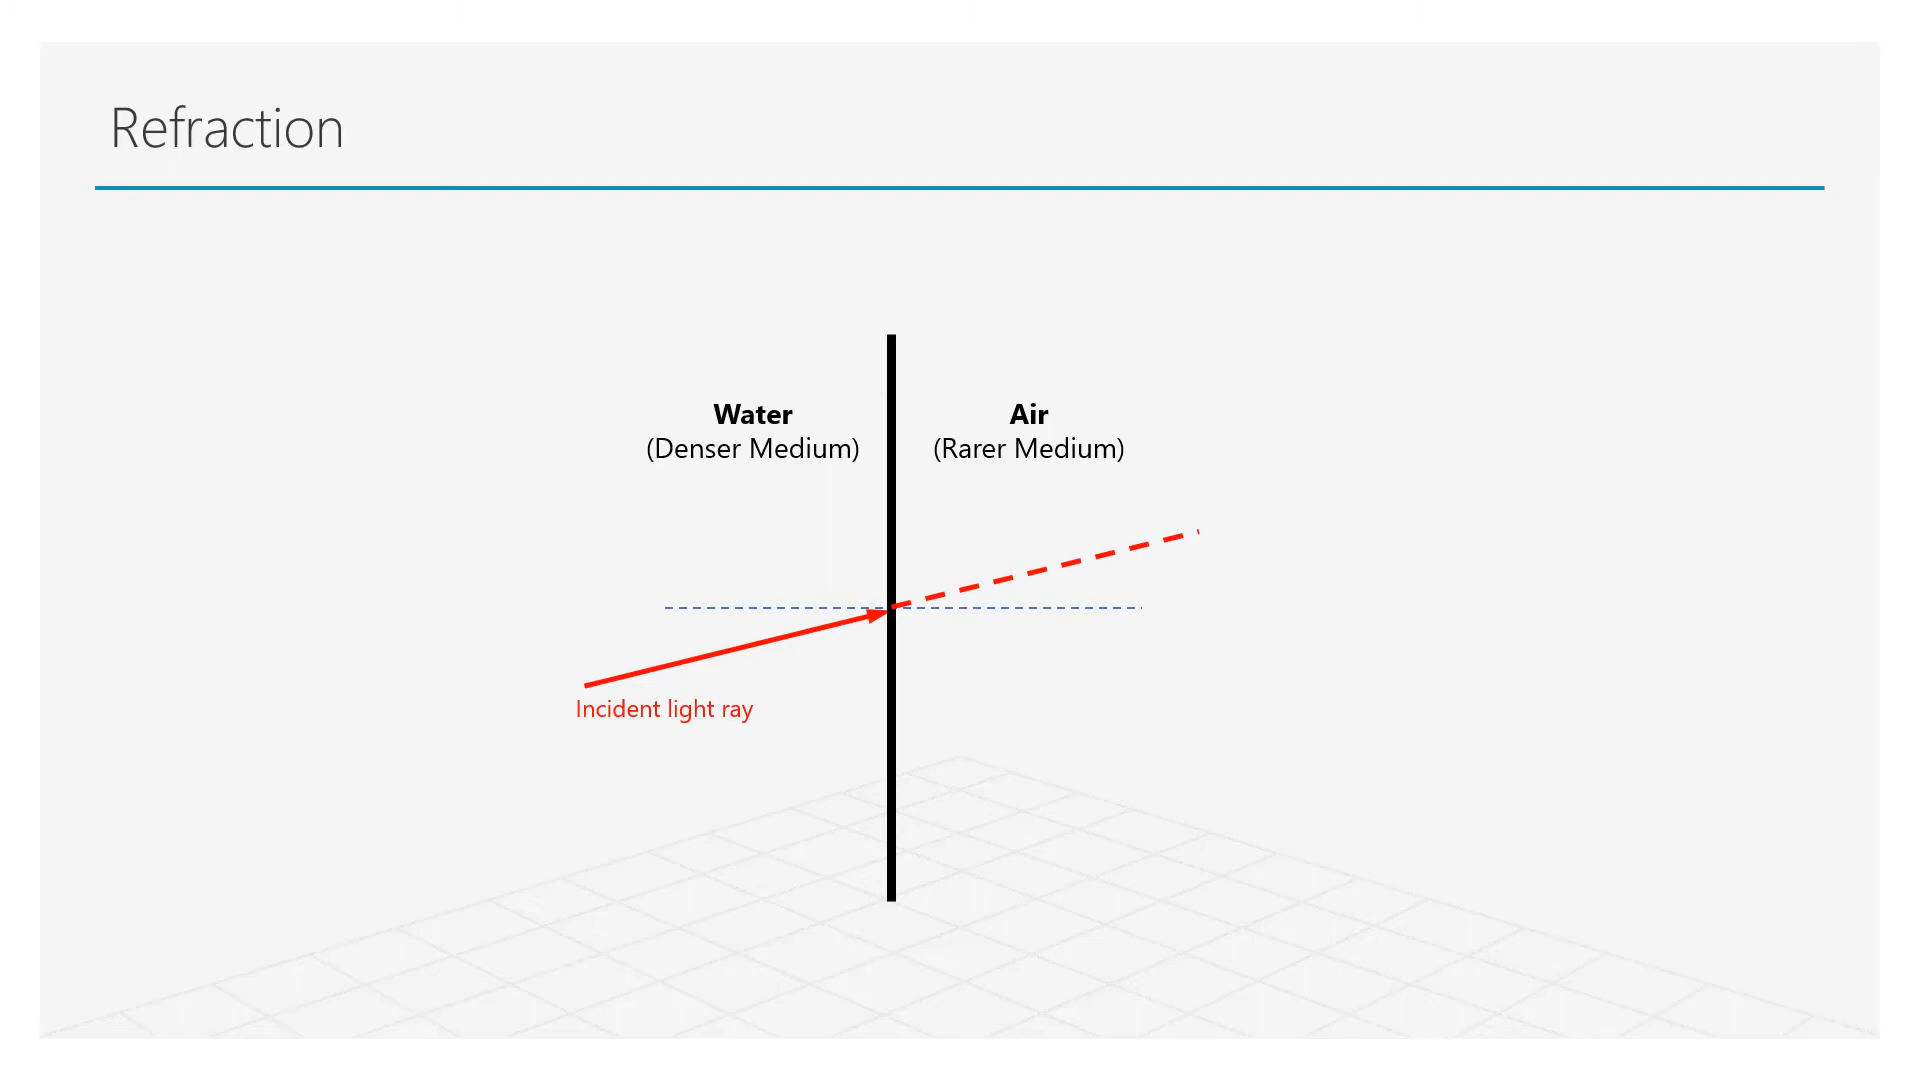 Refraction
Water
(Denser Medium)
Air
(Rarer Medium)
Incident light ray